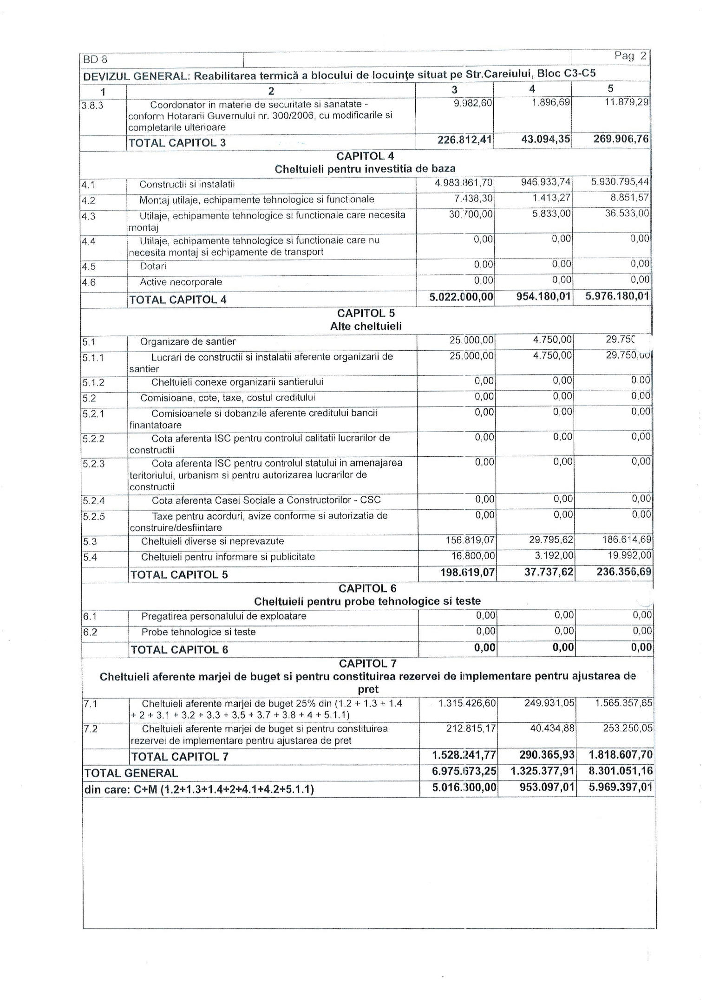 BD 8 Pag 2
DEVIZUL GENERAL: Reabilitarea termică a blocului de locuinţe situat pe Str.Careiului, Bloc C3-C5
1 2 3 4 5
3.8.3 Coordonator in materie de securitate si sanatate - 9.982,60 1.896,69 11.879,29
conform Hotararii Guvernului nr. 300/2006, cu modificarile si
completarile ulterioare
TOTAL CAPITOL 3 226.812,41 43.094,35 269.906,76
CAPITOL 4
Cheltuieli pentru investitia de baza
4.1 Constructii si instalatii 4.983.861,70 946.933,74 5.930.795,44
4.2 Montaj utilaje, echipamente tehnologice si functionale 7.438,30 1.413,27 8.851,57
4.3 Utilaje, echipamente tehnologice si functionale care necesita 30.700,00 5.833,00 36.533,00
montaj
4.4 Utilaje, echipamente tehnologice si functionale care nu 0,00 0,00 0,00
necesita montaj si echipamente de transport
4.5 Dotari 0,00 0,00 0,00
4.6 Active necorporale 0,00 0,00 0,00
TOTAL CAPITOL 4 5.022.000,00 954.180,01 5.976.180,01
CAPITOL 5
Alte cheltuieli
5.1 Organizare de santier 25.000,00 4.750,00
5.1.1 Lucrari de constructii si instalatii aferente organizarii de 25.000,00 4.750,00 29.750,00
santier
5.1.2 Cheltuieli conexe organizarii santierului 0,00 0,00 0,00
5.2 Comisioane, cote, taxe, costul creditului 0,00 0,00 0,00
5.2.1 Comisioanele si dobanzile aferente creditului bancii 0,00 0,00 0,00
finantatoare
5.2.2 Cota aferenta ISC pentru controlul calitatii lucrarilor de 0,00 0,00 0,00
constructii
5.2.3 Cota aferenta ISC pentru controlul statului in amenajarea 0,00 0,00 0,00
teritoriului, urbanism si pentru autorizarea lucrarilor de
constructii
5.2.4 Cota aferenta Casei Sociale a Constructorilor - CSC 0,00 0,00 0,00
5.2.5 Taxe pentru acorduri, avize conforme si autorizatia de 0,00 0,00 0,00
construire/desfiintare
5.3 Cheltuieli diverse si neprevazute 156.819,07 29.795,62 186.614,69
5.4 Cheltuieli pentru informare si publicitate 16.800,00 3.192,00 19.992,00
TOTAL CAPITOL 5 198.619,07 37.737,62 236.356,69
CAPITOL 6
Cheltuieli pentru probe tehnologice si teste
6.1 Pregatirea personalului de exploatare 0,00 0,00 0,00
6.2 Probe tehnologice si teste 0,00 0,00 0,00
TOTAL CAPITOL 6 0,00 0,00 0,00
CAPITOL 7
Cheltuieli aferente marjei de buget si pentru constituirea rezervei de implementare pentru ajustarea de
pret
7.1 Cheltuieli aferente marjei de buget 25% din (1.2 + 1.3 + 1.4 1.315.426,60 249.931,05 1.565.357,65
+ 2 + 3.1 + 3.2 + 3.3 + 3.5 + 3.7 + 3.8 + 4 + 5.1.1)
7.2 Cheltuieli aferente marjei de buget si pentru constituirea 212.815,17 40.434,88 253.250,05
rezervei de implementare pentru ajustarea de pret
TOTAL CAPITOL 7 1.528.241,77 290.365,93 1.818.607,70
TOTAL GENERAL 6.975.673,25 1.325.377,91 8.301.051,16
din care: C+M (1.2+1.3+1.4+2+4.1+4.2+5.1.1) 5.016.300,00 953.097,01 5.969.397,01